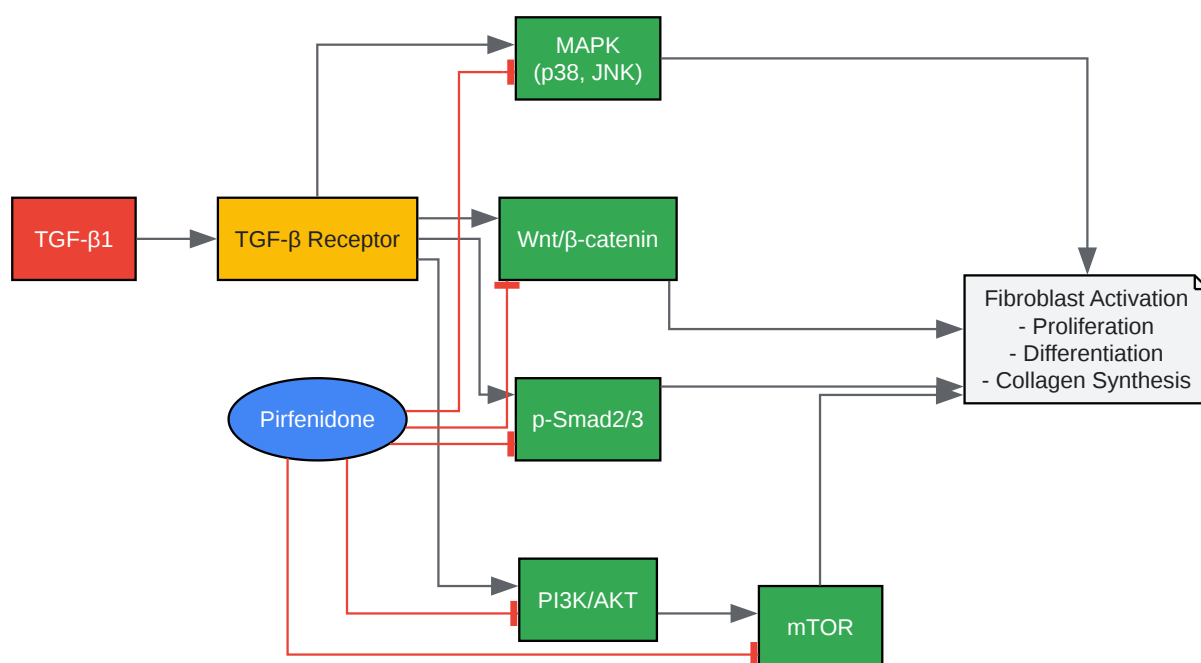 MAPK
(p38, JNK)
TGF-β1
TGF-β Receptor
Wnt/β-catenin
Fibroblast Activation
- Proliferation
- Differentiation
- Collagen Synthesis
Pirfenidone
p-Smad2/3
PI3K/AKT
mTOR